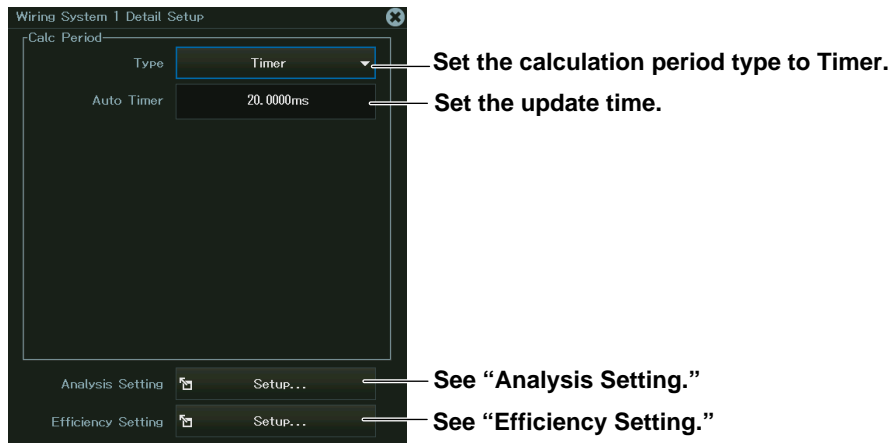 Wiring System 1 Detail Setup
Calc Period
Type Timer
Set the calculation period type to Timer.
Auto Timer 20.0000ms
Set the update time.
Analysis Setting Setup...
See “Analysis Setting.”
Efficiency Setting Setup...
See “Efficiency Setting.”